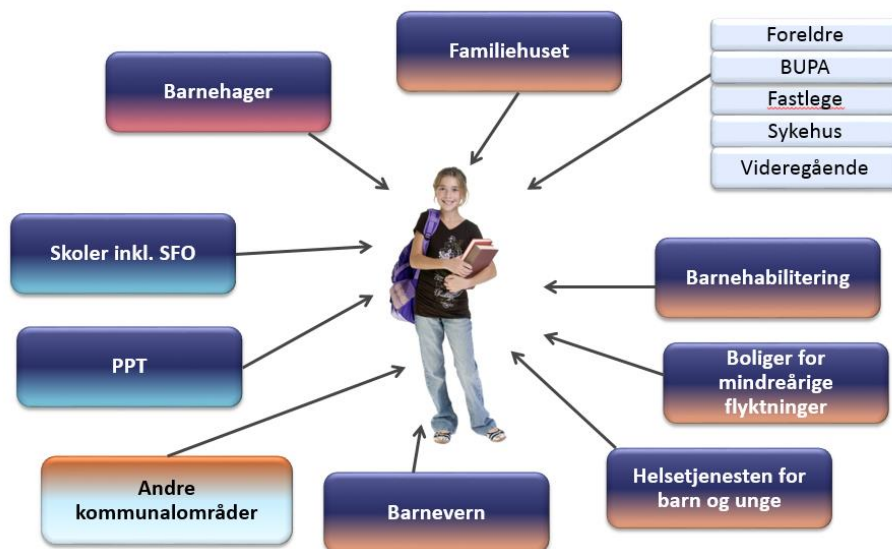 Familiehuset
Foreldre
BUPA
Fastlege
Sykehus
Videregående
Barnehager
Skoler inkl. SFO
Barnehabilitering
PPT
Boliger for
mindreårige
flyktninger
Andre
kommunalområder
Barnevern
Helsetjenesten for
barn og unge